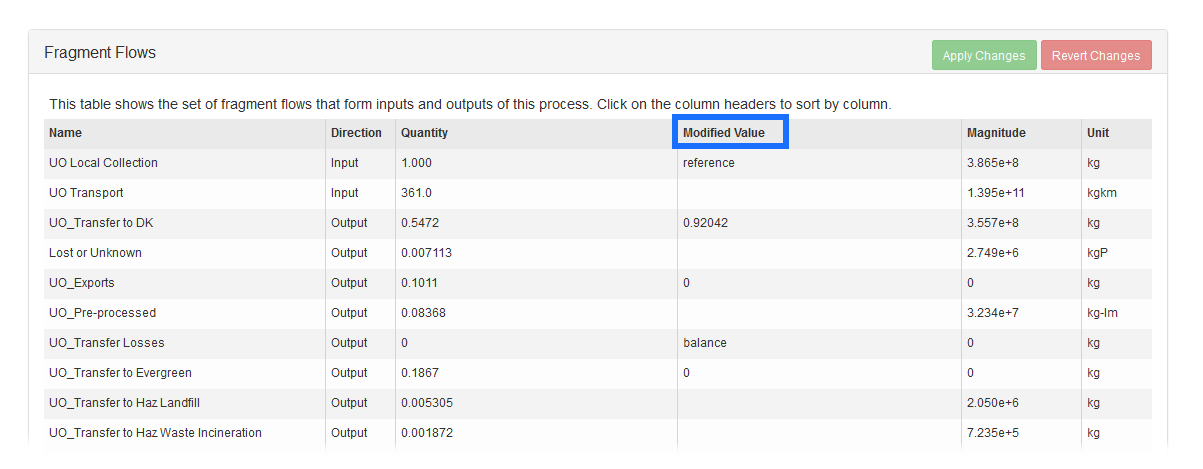 Fragment Flows
Apply Changes Revert Changes
This table shows the set of fragment flows that form inputs and outputs of this process. Click on the column headers to sort by column.
Name Direction Quantity Modified Value Magnitude Unit
UO Local Collection Input 1.000 reference 3.865e+8 kg
UO Transport Input 361.0 1.395e+11 kgkm
UO_Transfer to DK Output 0.5472 0.92042 3.557e+8 kg
Lost or Unknown Output 0.007113 2.749e+6 kgP
UO_Exports Output 0.1011 0 0 kg
UO_Pre-processed Output 0.08368 3.234e+7 kg-lm
UO_Transfer Losses Output 0 balance 0 kg
UO_Transfer to Evergreen Output 0.1867 0 0 kg
UO_Transfer to Haz Landfill Output 0.005305 2.050e+6 kg
UO_Transfer to Haz Waste Incineration Output 0.001872 7.235e+5 kg